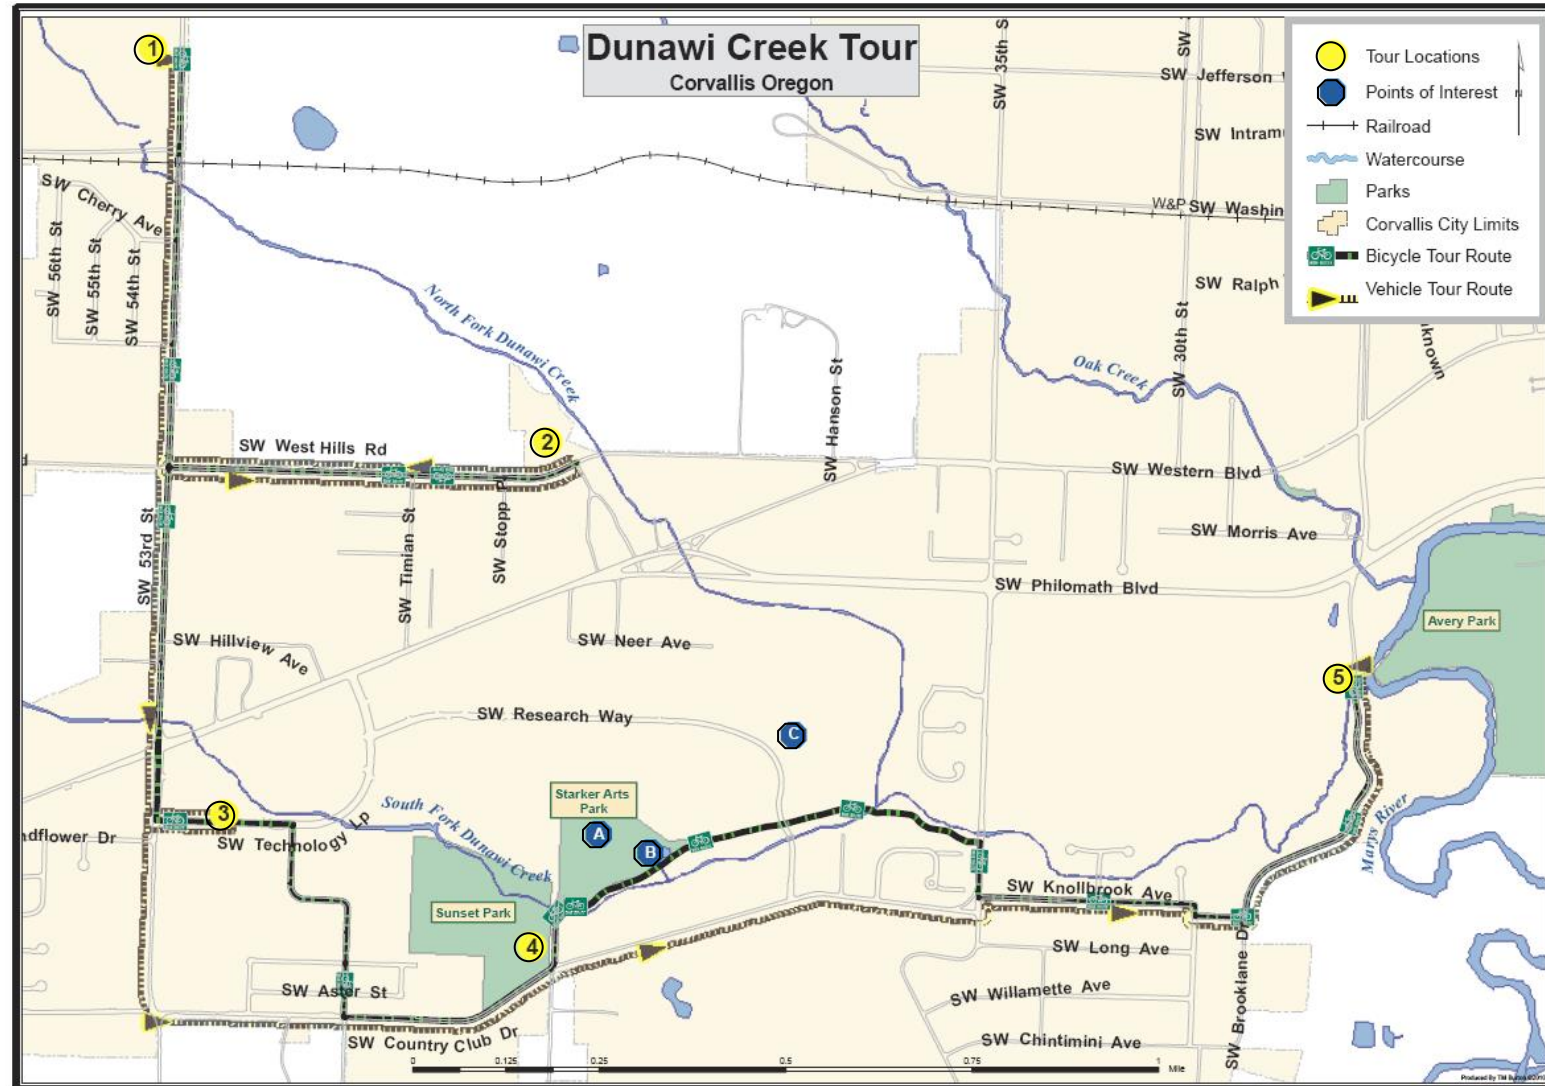 Dunawi Creek Tour
Corvallis Oregon
Tour Locations
Points of Interest
Railroad
Watercourse
Parks
Corvallis City Limits
Bicycle Tour Route
Vehicle Tour Route
1
SW 35th S
SW
SW Jefferson
SW Intram
W&P SW Washin
SW Ralph
SW Cherry Ave
SW 56th St
SW 55th St
SW 54th St
North Fork Dunawi Creek
SW Hanson St
Oak Creek
SW 30th St
known
2
SW West Hills Rd
SW Western Blvd
SW 53rd St
SW Timian St
SW Stopp P
SW Morris Ave
SW Philomath Blvd
SW Hillview Ave
SW Neer Ave
Avery Park
5
SW Research Way
C
Starker Arts
Park
3
A
B
South Fork Dunawi Creek
ndflower Dr
SW Technology Lp
Marys River
SW Knollbrook Ave
Sunset Park
4
SW Long Ave
SW Aster St
SW Willamette Ave
SW Brooklane Dr
SW Country Club Dr
SW Chintimini Ave
0 0.125 0.25 0.5 0.75 1
Mile